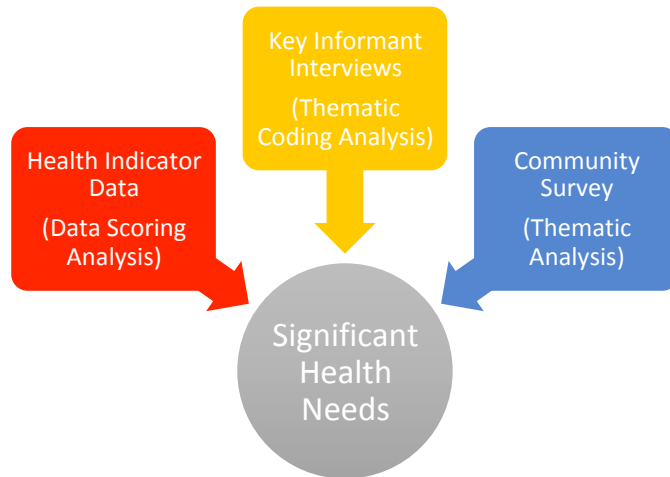 Key Informant
Interviews
(Thematic
Coding Analysis)
Health Indicator
Data
(Data Scoring
Analysis)
Community
Survey
(Thematic
Analysis)
Significant
Health
Needs